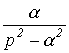 α / (p² − α²)